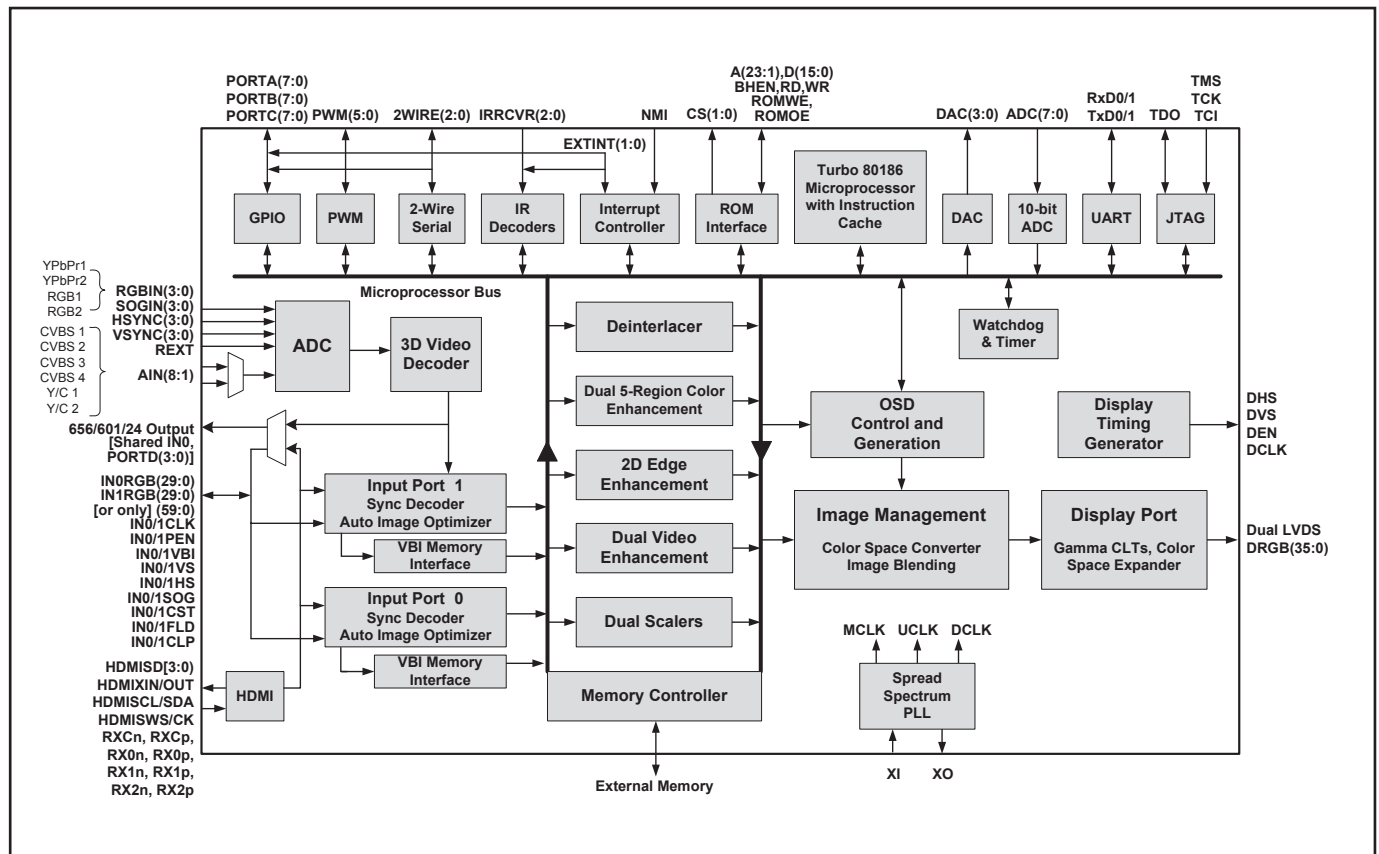 A(23:1),D(15:0)
BHEN,RD,WR
ROMWE,
ROMOE
PORTA(7:0)
PORTB(7:0)
PORTC(7:0)
PWM(5:0)
2WIRE(2:0)
IRRCVR(2:0)
EXTINT(1:0)
NMI
CS(1:0)
DAC(3:0)
ADC(7:0)
RxD0/1
TxD0/1
TDO
TMS
TCK
TCI
GPIO
PWM
2-Wire
Serial
IR
Decoders
Interrupt
Controller
ROM
Interface
Turbo 80186
Microprocessor
with Instruction
Cache
DAC
10-bit
ADC
UART
JTAG
Microprocessor Bus
YPbPr1
YPbPr2
RGB1
RGB2
RGBIN(3:0)
SOGIN(3:0)
HSYNC(3:0)
VSYNC(3:0)
REXT
CVBS 1
CVBS 2
CVBS 3
CVBS 4
Y/C 1
Y/C 2
AIN(8:1)
ADC
3D Video
Decoder
Deinterlacer
Watchdog
& Timer
Dual 5-Region Color
Enhancement
OSD
Control and
Generation
Display
Timing
Generator
DHS
DVS
DEN
DCLK
656/601/24 Output
[Shared IN0,
PORTD(3:0)]
IN0RGB(29:0)
IN1RGB(29:0)
[or only] (59:0)
IN0/1CLK
IN0/1PEN
IN0/1VBI
IN0/1VS
IN0/1HS
IN0/1SOG
IN0/1CST
IN0/1FLD
IN0/1CLP
Input Port 1
Sync Decoder
Auto Image Optimizer
VBI Memory
Interface
Input Port 0
Sync Decoder
Auto Image Optimizer
VBI Memory
Interface
2D Edge
Enhancement
Dual Video
Enhancement
Dual Scalers
Memory Controller
External Memory
Image Management
Color Space Converter
Image Blending
Display Port
Gamma CLTs, Color
Space Expander
Dual LVDS
DRGB(35:0)
MCLK
UCLK
DCLK
Spread
Spectrum
PLL
XI
XO
HDMISD[3:0)
HDMIXIN/OUT
HDMISCL/SDA
HDMISWS/CK
RXCn, RXCp,
RX0n, RX0p,
RX1n, RX1p,
RX2n, RX2p
HDMI